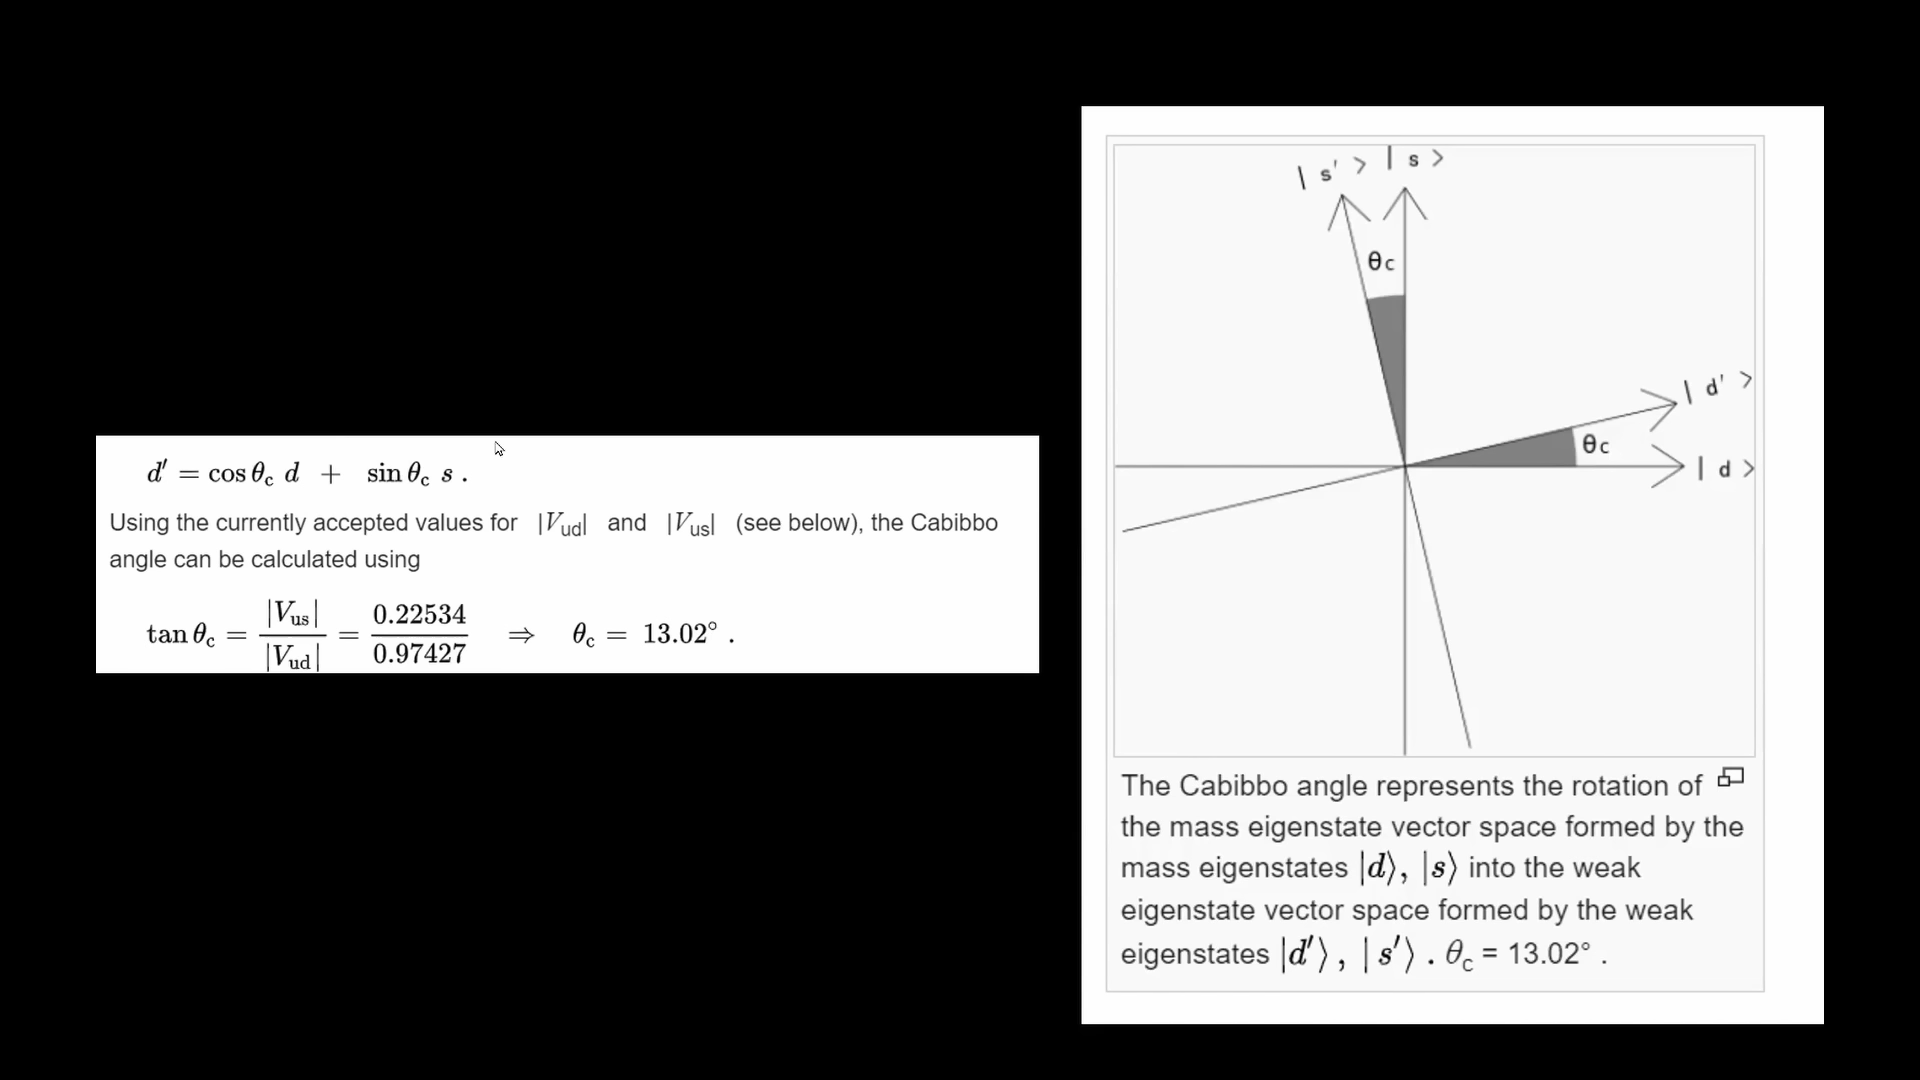 d′ = cos θc d + sin θc s .
Using the currently accepted values for |Vud| and |Vus| (see below), the Cabibbo
angle can be calculated using
tan θc = |Vus| / |Vud| = 0.22534 / 0.97427 ⇒ θc = 13.02° .
| s' > | s >
θc
| d' >
θc
| d >
The Cabibbo angle represents the rotation of
the mass eigenstate vector space formed by the
mass eigenstates |d⟩, |s⟩ into the weak
eigenstate vector space formed by the weak
eigenstates |d′⟩ , |s′⟩ . θc = 13.02° .